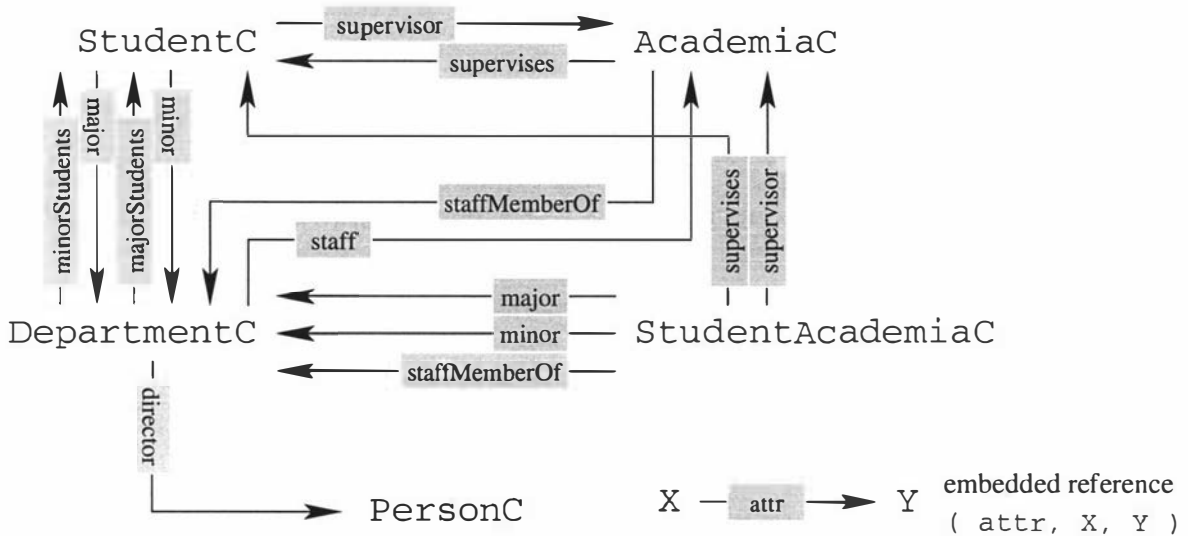 supervisor
StudentC
AcademiaC
supervises
minorStudents
major
majorStudents
minor
staffMemberOf
supervises
supervisor
staff
major
DepartmentC
minor
StudentAcademiaC
staffMemberOf
director
PersonC
X attr Y embedded reference
( attr, X, Y )